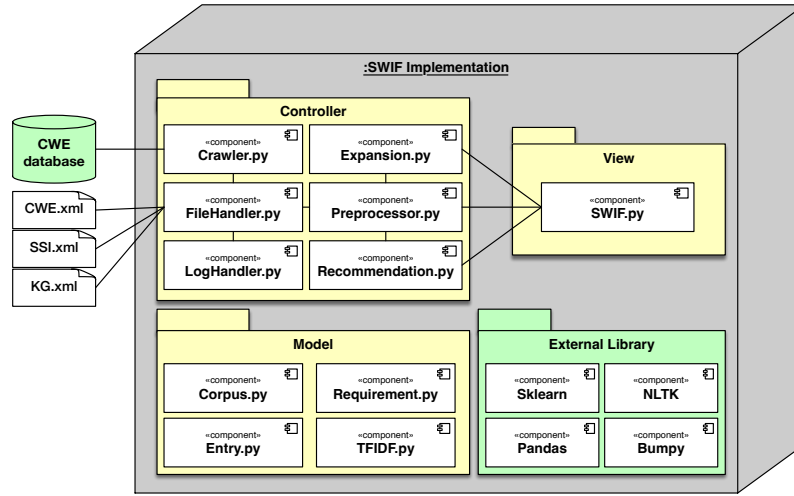 :SWIF Implementation
Controller
CWE
database
«component»
Crawler.py
«component»
Expansion.py
CWE.xml
SSI.xml
KG.xml
«component»
FileHandler.py
«component»
Preprocessor.py
«component»
LogHandler.py
«component»
Recommendation.py
View
«component»
SWIF.py
Model
«component»
Corpus.py
«component»
Requirement.py
«component»
Entry.py
«component»
TFIDF.py
External Library
«component»
Sklearn
«component»
NLTK
«component»
Pandas
«component»
Bumpy